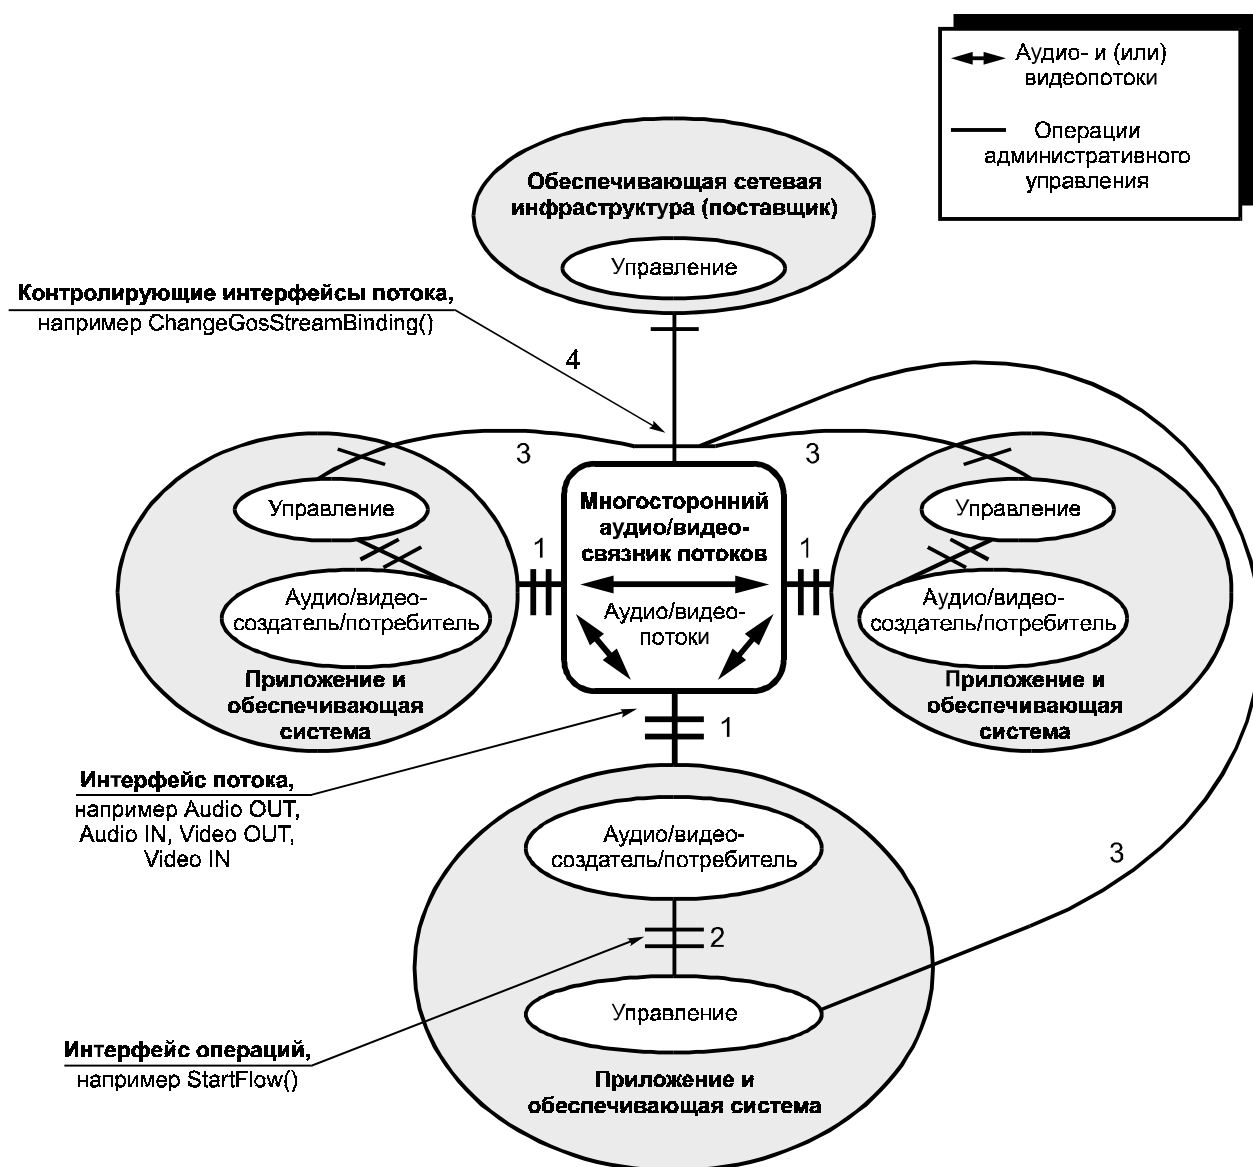 Аудио- и (или)
видеопотоки
Операции
административного
управления
Обеспечивающая сетевая
инфраструктура (поставщик)
Управление
Контролирующие интерфейсы потока,
например ChangeGosStreamBinding()
4
3
3
Управление
Многосторонний
аудио/видео-
связник потоков
Управление
1
1
Аудио/видео-
создатель/потребитель
Аудио/видео-
потоки
Аудио/видео-
создатель/потребитель
Приложение и
обеспечивающая
система
Приложение и
обеспечивающая
система
1
Интерфейс потока,
например Audio OUT,
Audio IN, Video OUT,
Video IN
Аудио/видео-
создатель/потребитель
3
2
Управление
Интерфейс операций,
например StartFlow()
Приложение и
обеспечивающая система